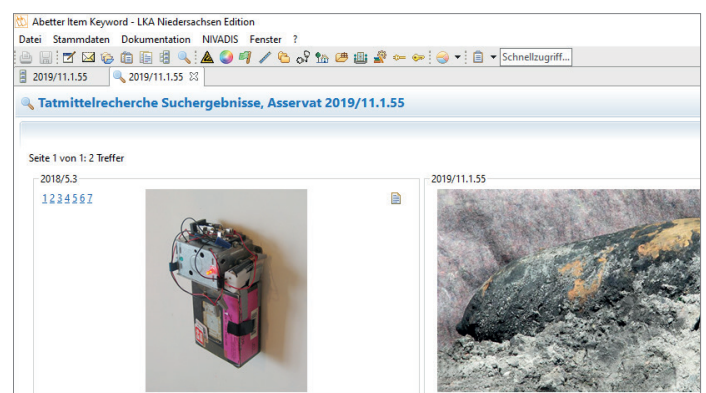 Abetter Item Keyword - LKA Niedersachsen Edition
Datei Stammdaten Dokumentation NIVADIS Fenster ?
Schnellzugriff...
2019/11.1.55 2019/11.1.55
Tatmittelrecherche Suchergebnisse, Asservat 2019/11.1.55
Seite 1 von 1: 2 Treffer
2018/5.3 2019/11.1.55
1 2 3 4 5 6 7